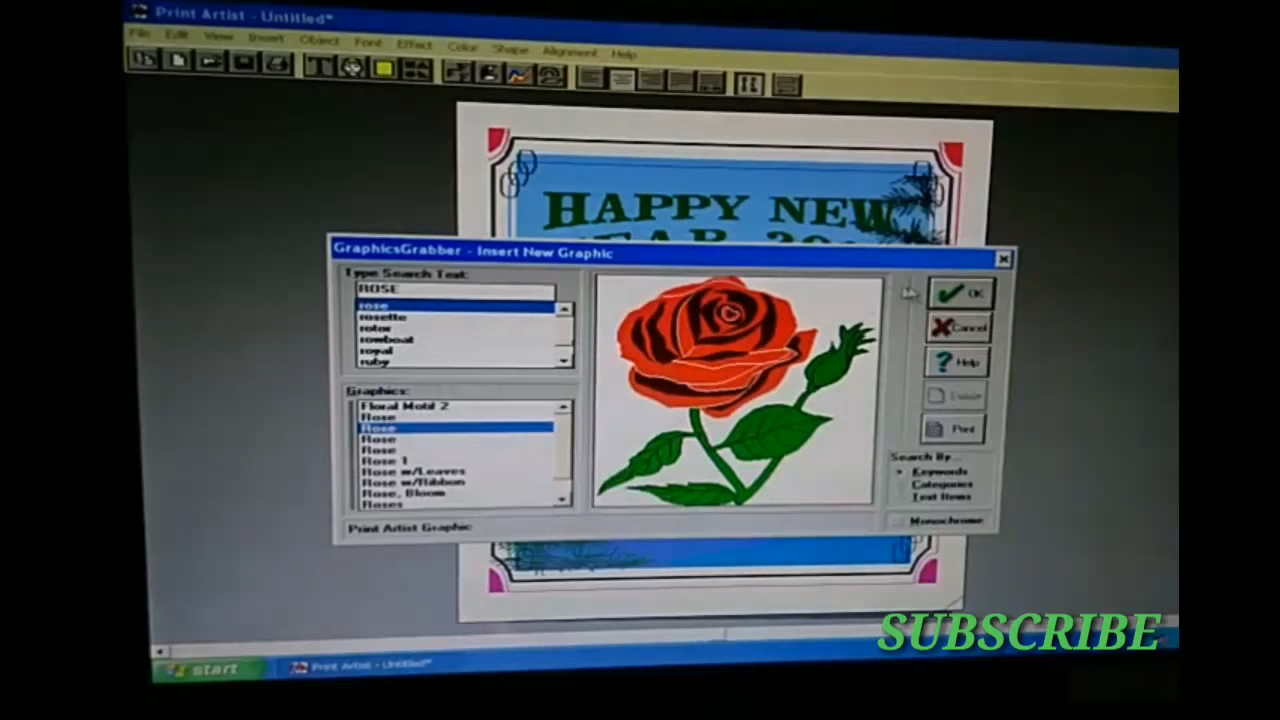 Print Artist - Untitled*
File Edit View Insert Object Font Effect Color Shape Alignment Help
HAPPY NEW
YEAR
GraphicsGrabber - Insert New Graphic
Type Search Text:
ROSE
rose
rosette
rotor
rowboat
royal
ruby
Graphics:
Floral Motif 2
Rose
Rose
Rose
Rose
Rose 1
Rose w/Leaves
Rose w/Ribbon
Rose, Bloom
Roses
Print Artist Graphic
OK
Cancel
Help
Print
Search By...
Keywords
Categories
Text Items
Monochrome
SUBSCRIBE
start
Print Artist - Untitled*